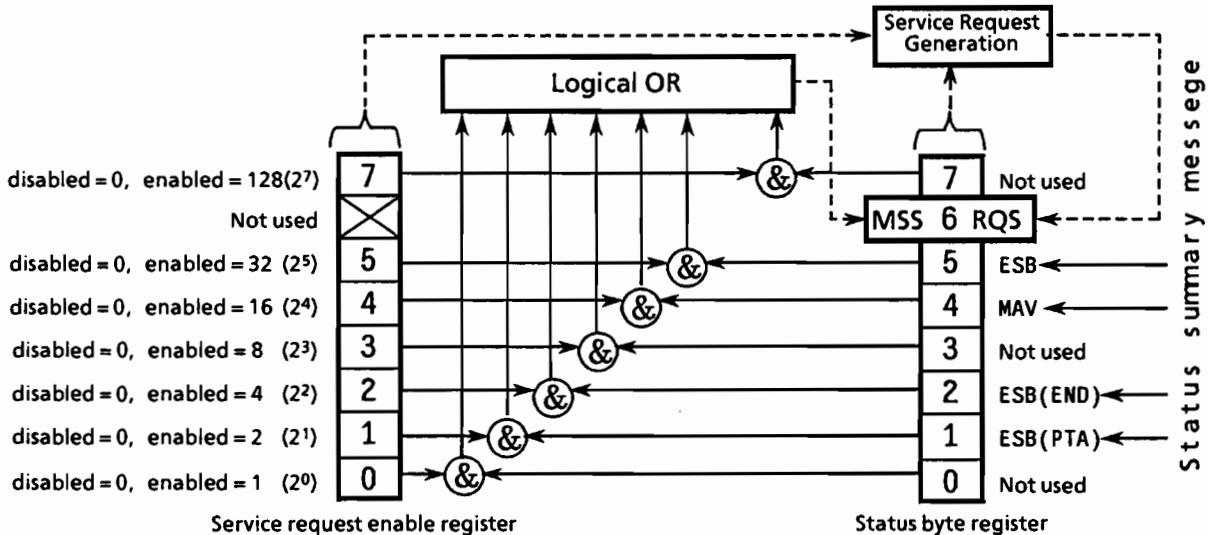 Service Request
Generation
Logical OR
disabled = 0, enabled = 128(2⁷)
7
&
7
Not used
Not used
MSS 6 RQS
disabled = 0, enabled = 32 (2⁵)
5
&
5
ESB
disabled = 0, enabled = 16 (2⁴)
4
&
4
MAV
disabled = 0, enabled = 8 (2³)
3
&
3
Not used
disabled = 0, enabled = 4 (2²)
2
&
2
ESB(END)
disabled = 0, enabled = 2 (2¹)
1
&
1
ESB(PTA)
disabled = 0, enabled = 1 (2⁰)
0
&
0
Not used
Service request enable register
Status byte register
Status summary messege